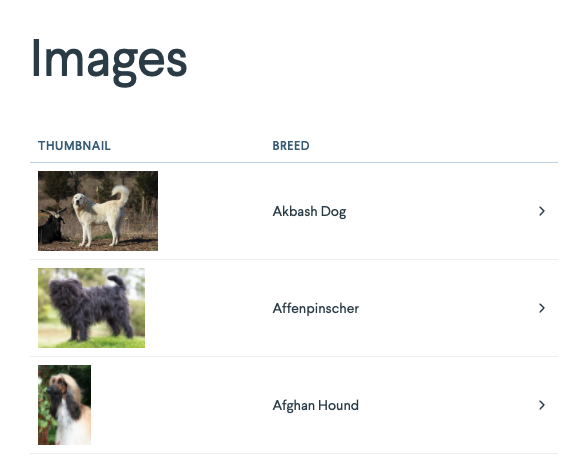 Images
THUMBNAIL BREED
Akbash Dog
Affenpinscher
Afghan Hound